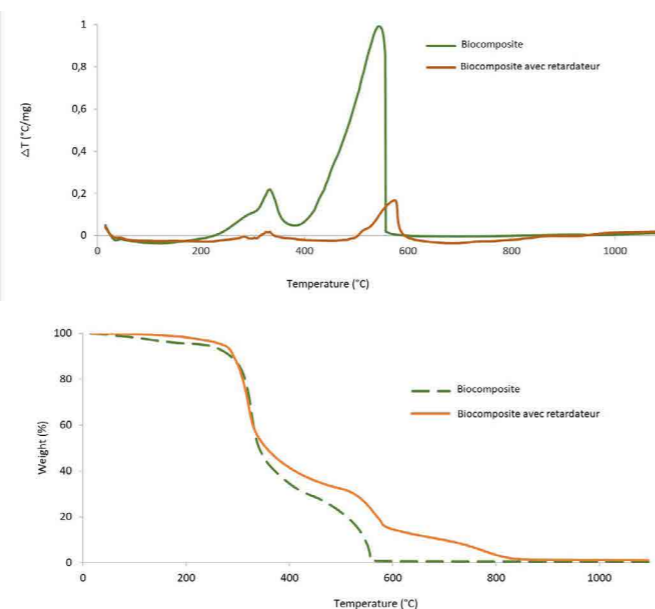 1
0,8
0,6
0,4
0,2
0
△T (°C/mg)
Biocomposite
Biocomposite avec retardateur
0 200 400 600 800 1000
Temperature (°C)
100
80
60
40
20
0
Weight (%)
Biocomposite
Biocomposite avec retardateur
0 200 400 600 800 1000
Temperature (°C)